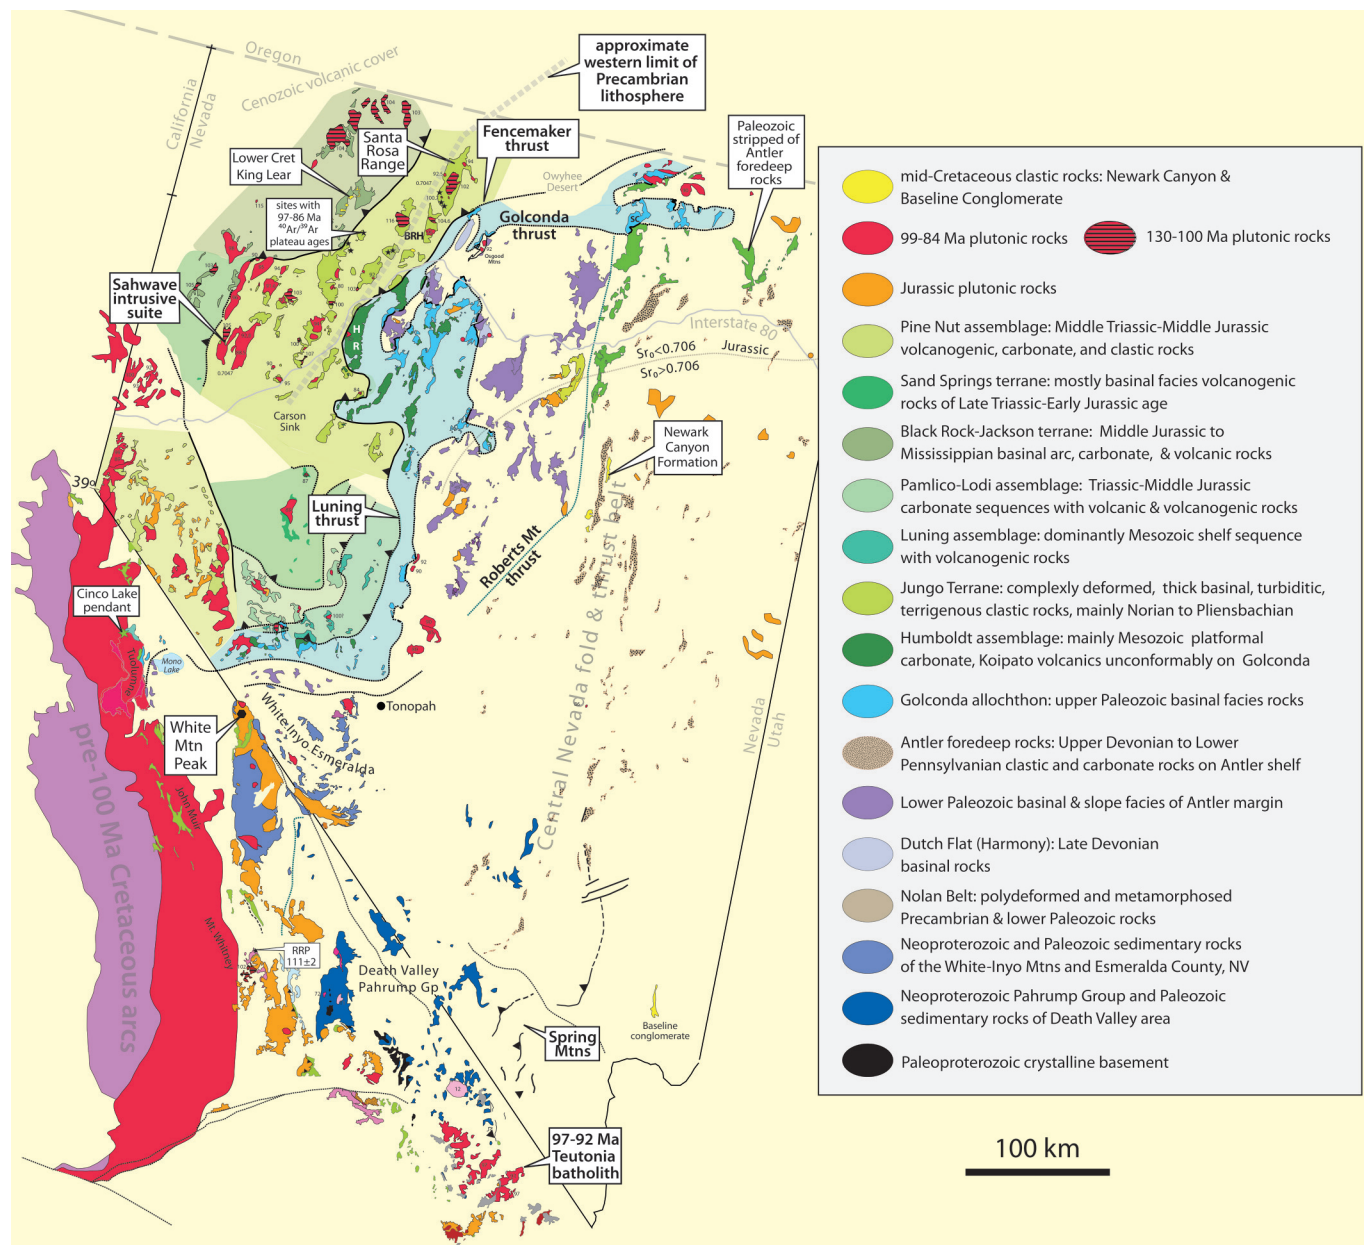 approximate
western limit of
Precambrian
lithosphere
Oregon
Cenozoic volcanic cover
California
Nevada
Santa
Rosa
Range
Fencemaker
thrust
Paleozoic
stripped of
Antler
foredeep
rocks
Lower Cret
King Lear
Owyhee
Desert
sites with
97-86 Ma
40Ar/39Ar
plateau ages
Golconda
thrust
SC
BRH
Osgood
Mtns
0.7047
Sahwave
intrusive
suite
H
R
Interstate 80
Sr₀<0.706
Jurassic
Sr₀>0.706
0.7047
Carson
Sink
Newark
Canyon
Formation
39º
Luning
thrust
Roberts Mt
thrust
Central Nevada fold & thrust belt
Cinco Lake
pendant
Tuolumne
Mono
Lake
White-Inyo-Esmeralda
Tonopah
Nevada
Utah
White
Mtn
Peak
pre-100 Ma Cretaceous arcs
John Muir
Mt. Whitney
RRP
111±2
Death Valley
Pahrump Gp
Spring
Mtns
Baseline
conglomerate
12
97-92 Ma
Teutonia
batholith
mid-Cretaceous clastic rocks: Newark Canyon &
Baseline Conglomerate
99-84 Ma plutonic rocks
130-100 Ma plutonic rocks
Jurassic plutonic rocks
Pine Nut assemblage: Middle Triassic-Middle Jurassic
volcanogenic, carbonate, and clastic rocks
Sand Springs terrane: mostly basinal facies volcanogenic
rocks of Late Triassic-Early Jurassic age
Black Rock-Jackson terrane: Middle Jurassic to
Mississippian basinal arc, carbonate, & volcanic rocks
Pamlico-Lodi assemblage: Triassic-Middle Jurassic
carbonate sequences with volcanic & volcanogenic rocks
Luning assemblage: dominantly Mesozoic shelf sequence
with volcanogenic rocks
Jungo Terrane: complexly deformed, thick basinal, turbiditic,
terrigenous clastic rocks, mainly Norian to Pliensbachian
Humboldt assemblage: mainly Mesozoic platformal
carbonate, Koipato volcanics unconformably on Golconda
Golconda allochthon: upper Paleozoic basinal facies rocks
Antler foredeep rocks: Upper Devonian to Lower
Pennsylvanian clastic and carbonate rocks on Antler shelf
Lower Paleozoic basinal & slope facies of Antler margin
Dutch Flat (Harmony): Late Devonian
basinal rocks
Nolan Belt: polydeformed and metamorphosed
Precambrian & lower Paleozoic rocks
Neoproterozoic and Paleozoic sedimentary rocks
of the White-Inyo Mtns and Esmeralda County, NV
Neoproterozoic Pahrump Group and Paleozoic
sedimentary rocks of Death Valley area
Paleoproterozoic crystalline basement
100 km